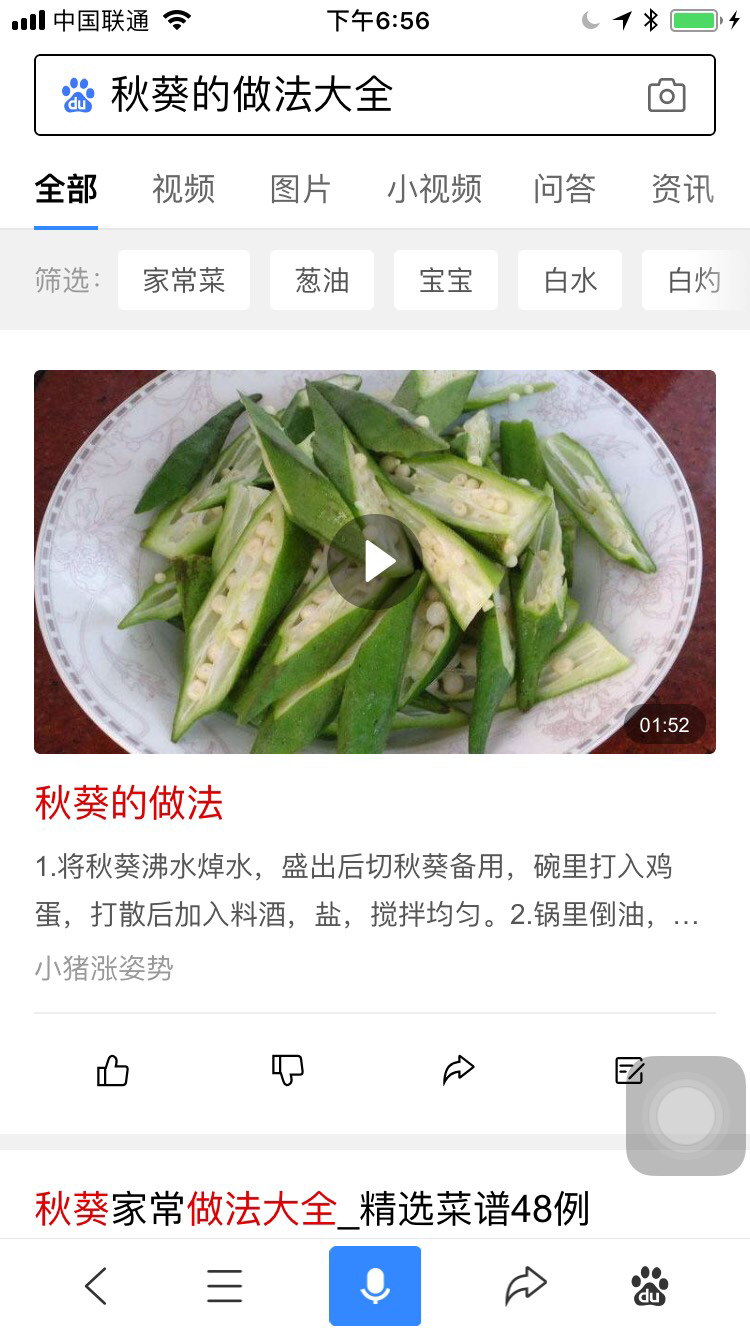 中国联通
下午6:56
du
秋葵的做法大全
全部 视频 图片 小视频 问答 资讯
筛选： 家常菜 葱油 宝宝 白水 白灼
01:52
秋葵的做法
1.将秋葵沸水焯水，盛出后切秋葵备用，碗里打入鸡
蛋，打散后加入料酒，盐，搅拌均匀。2.锅里倒油，…
小猪涨姿势
秋葵家常做法大全_精选菜谱48例
du